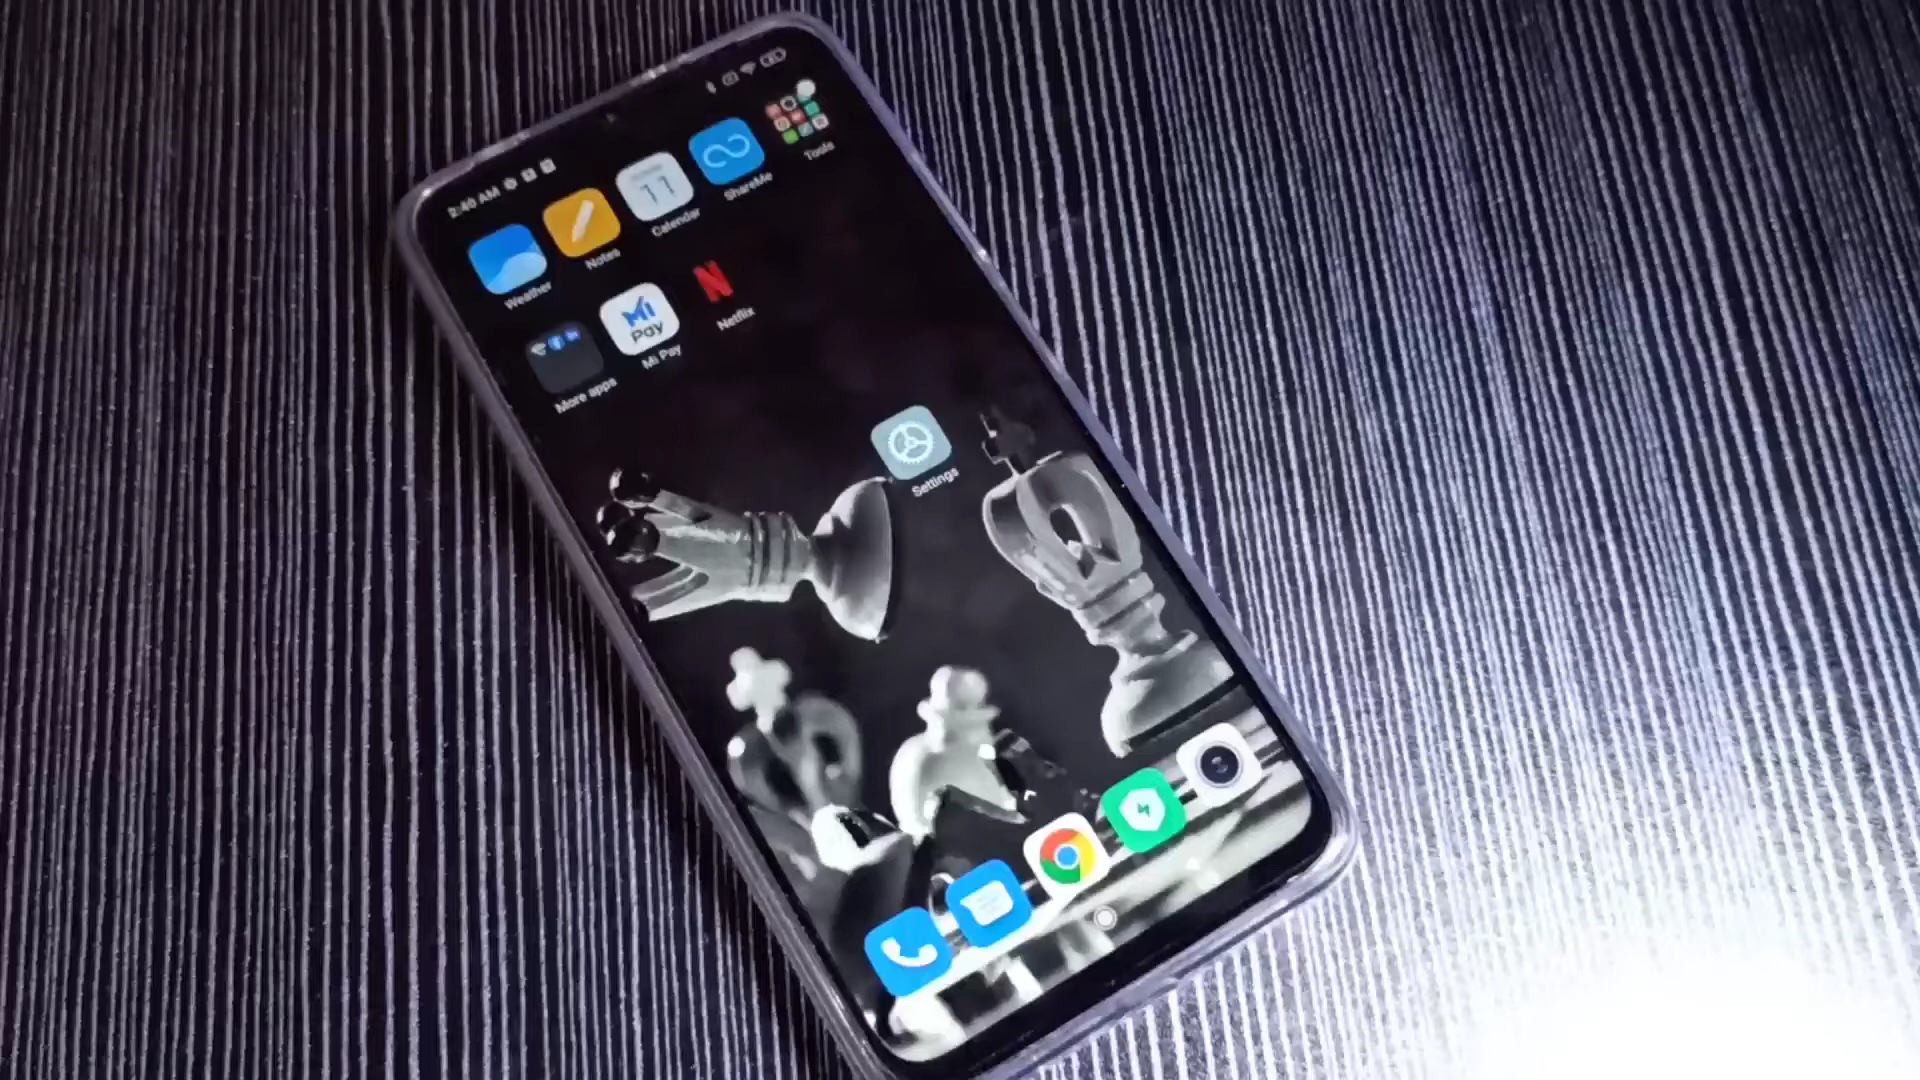 2:40 AM
Weather
Notes
11
Calendar
ShareMe
Tools
More apps
Mi
Pay
Mi Pay
N
Netflix
Settings